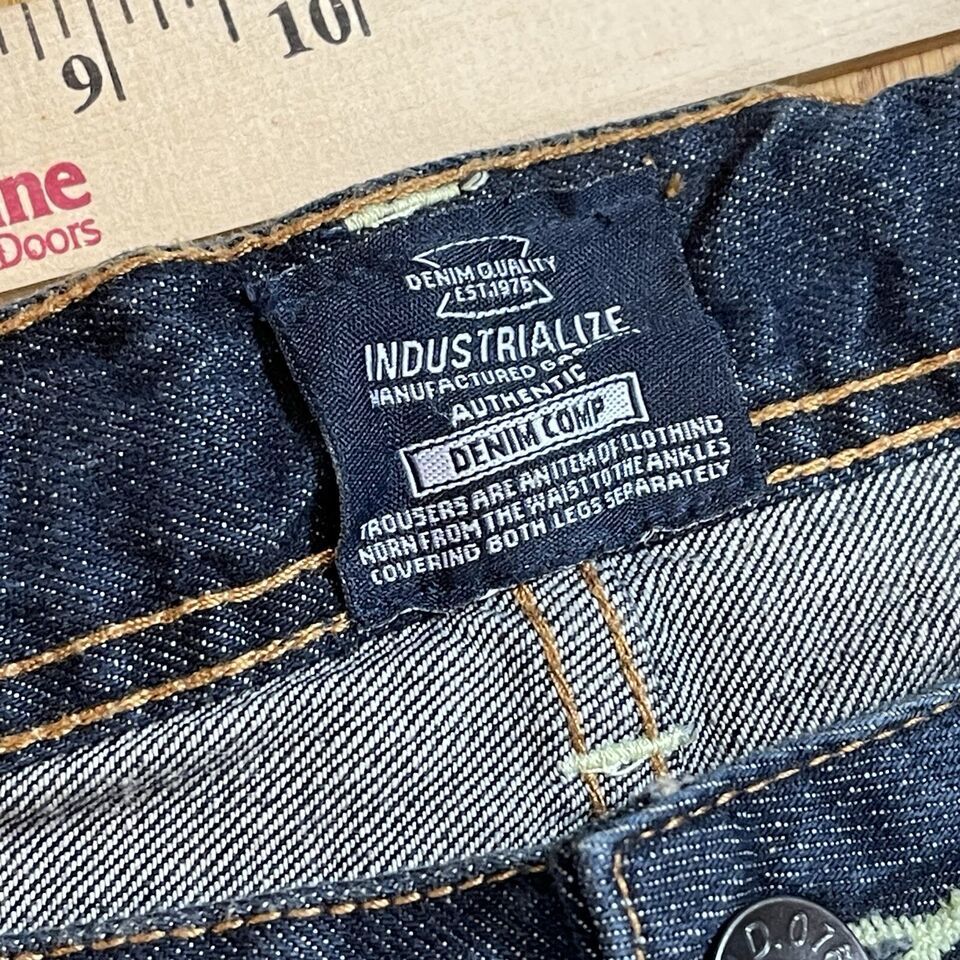 9 10
ne
Doors
DENIM QUALITY
EST.1976
INDUSTRIALIZE
MANUFACTURED
AUTHENTIC
DENIM COMP
TROUSERS ARE AN ITEM OF CLOTHING
WORN FROM THE WAIST TO THE ANKLES
COVERING BOTH LEGS SEPARATELY
D.07